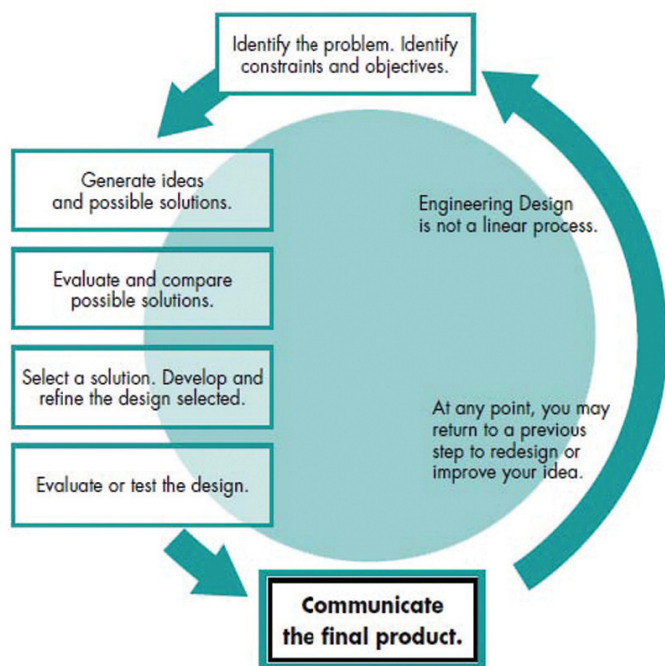 Identify the problem. Identify
constraints and objectives.
Generate ideas
and possible solutions.
Evaluate and compare
possible solutions.
Select a solution. Develop and
refine the design selected.
Evaluate or test the design.
Communicate
the final product.
Engineering Design
is not a linear process.
At any point, you may
return to a previous
step to redesign or
improve your idea.